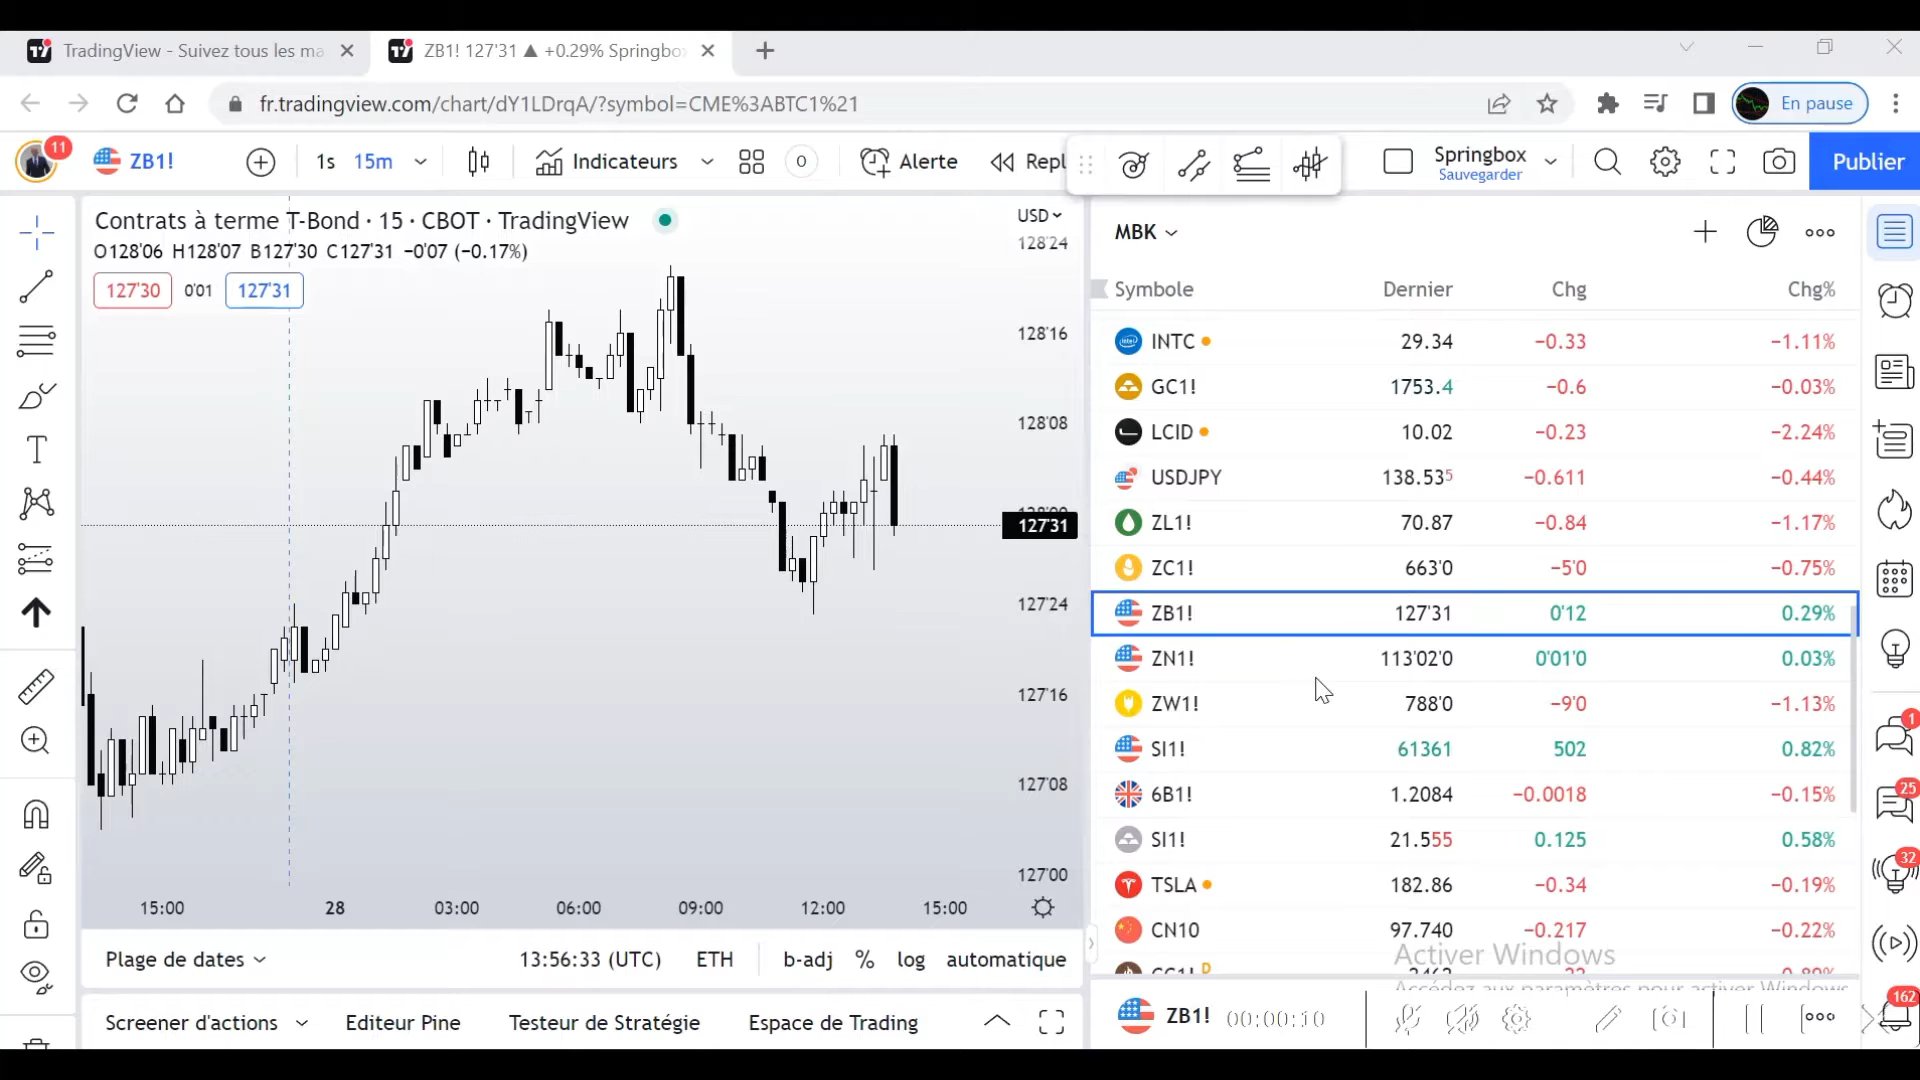 TradingView - Suivez tous les ma
ZB1! 127'31 ▲ +0.29% Springbo
fr.tradingview.com/chart/dY1LDrqA/?symbol=CME%3ABTC1%21
En pause
11
ZB1!
1s
15m
Indicateurs
Alerte
Repl
Springbox
Sauvegarder
Publier
Contrats à terme T-Bond · 15 · CBOT · TradingView
O128'06 H128'07 B127'30 C127'31 −0'07 (−0.17%)
127'30
0'01
127'31
USD
128'24
128'16
128'08
127'31
127'24
127'16
127'08
127'00
15:00
28
03:00
06:00
09:00
12:00
15:00
Plage de dates
13:56:33 (UTC)
ETH
b-adj
%
log
automatique
Screener d'actions
Editeur Pine
Testeur de Stratégie
Espace de Trading
MBK
Symbole Dernier Chg Chg%
INTC 29.34 −0.33 −1.11%
GC1! 1753.4 −0.6 −0.03%
LCID 10.02 −0.23 −2.24%
USDJPY 138.535 −0.611 −0.44%
ZL1! 70.87 −0.84 −1.17%
ZC1! 663'0 −5'0 −0.75%
ZB1! 127'31 0'12 0.29%
ZN1! 113'02'0 0'01'0 0.03%
ZW1! 788'0 −9'0 −1.13%
SI1! 61361 502 0.82%
6B1! 1.2084 −0.0018 −0.15%
SI1! 21.555 0.125 0.58%
TSLA 182.86 −0.34 −0.19%
CN10 97.740 −0.217 −0.22%
Activer Windows
Accédez aux paramètres pour activer Windows
ZB1!
00:00:10
1
25
32
162